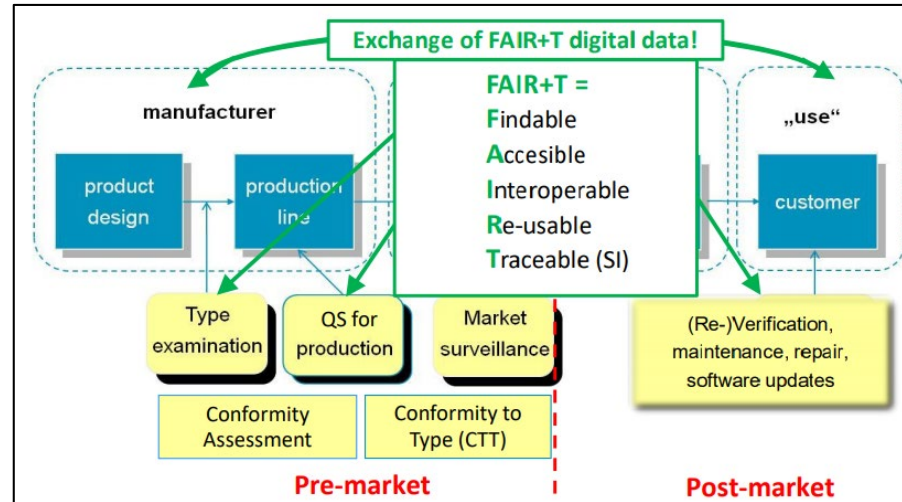 Exchange of FAIR+T digital data!
FAIR+T =
Findable
Accesible
Interoperable
Re-usable
Traceable (SI)
manufacturer
„use“
product
design
production
line
customer
Type
examination
QS for
production
Market
surveillance
(Re-)Verification,
maintenance, repair,
software updates
Conformity
Assessment
Conformity to
Type (CTT)
Pre-market
Post-market